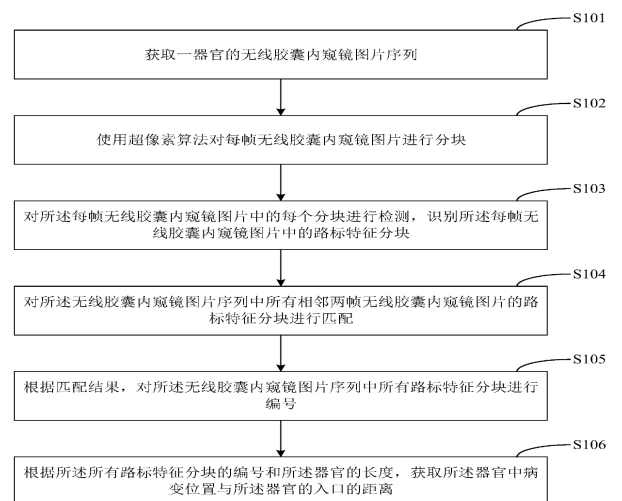 S101
获取一器官的无线胶囊内窥镜图片序列
S102
使用超像素算法对每帧无线胶囊内窥镜图片进行分块
S103
对所述每帧无线胶囊内窥镜图片中的每个分块进行检测，识别所述每帧无
线胶囊内窥镜图片中的路标特征分块
S104
对所述无线胶囊内窥镜图片序列中所有相邻两帧无线胶囊内窥镜图片的路
标特征分块进行匹配
S105
根据匹配结果，对所述无线胶囊内窥镜图片序列中所有路标特征分块进行
编号
S106
根据所述所有路标特征分块的编号和所述器官的长度，获取所述器官中病
变位置与所述器官的入口的距离